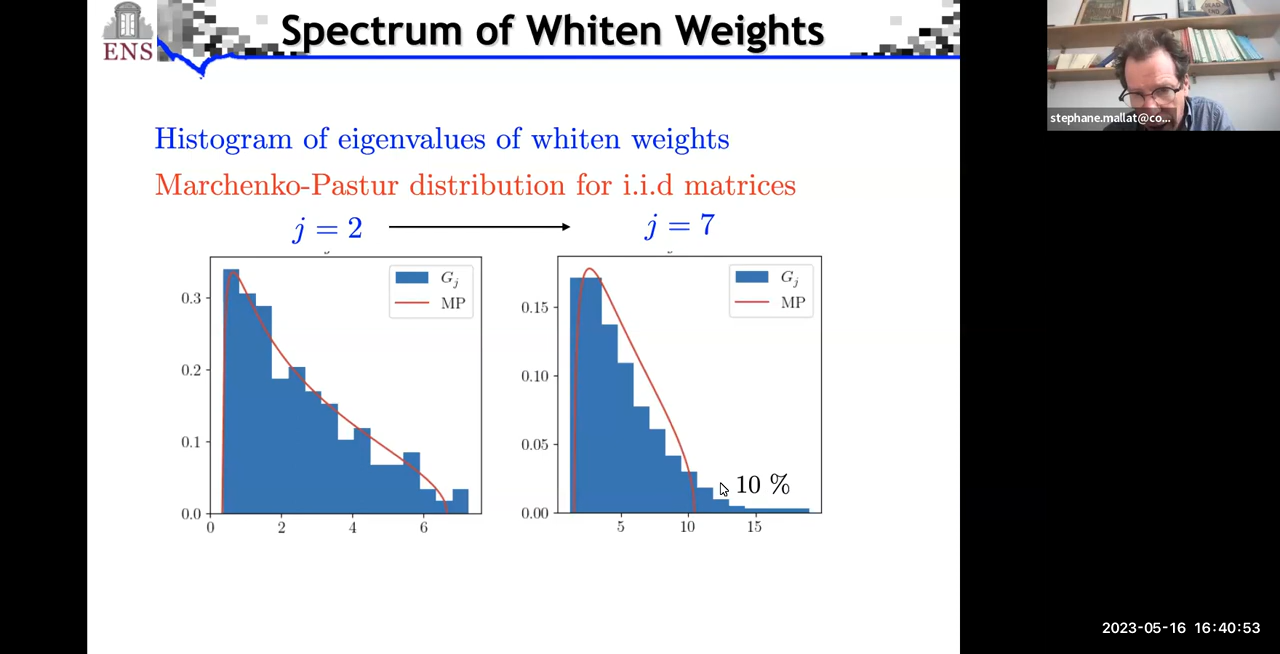 ENS
Spectrum of Whiten Weights
stephane.mallat@co...
Histogram of eigenvalues of whiten weights
Marchenko-Pastur distribution for i.i.d matrices
j = 2
j = 7
G_j
MP
0.3
0.2
0.1
0.0
0
2
4
6
G_j
MP
0.15
0.10
0.05
0.00
5
10
15
10 %
2023-05-16 16:40:53